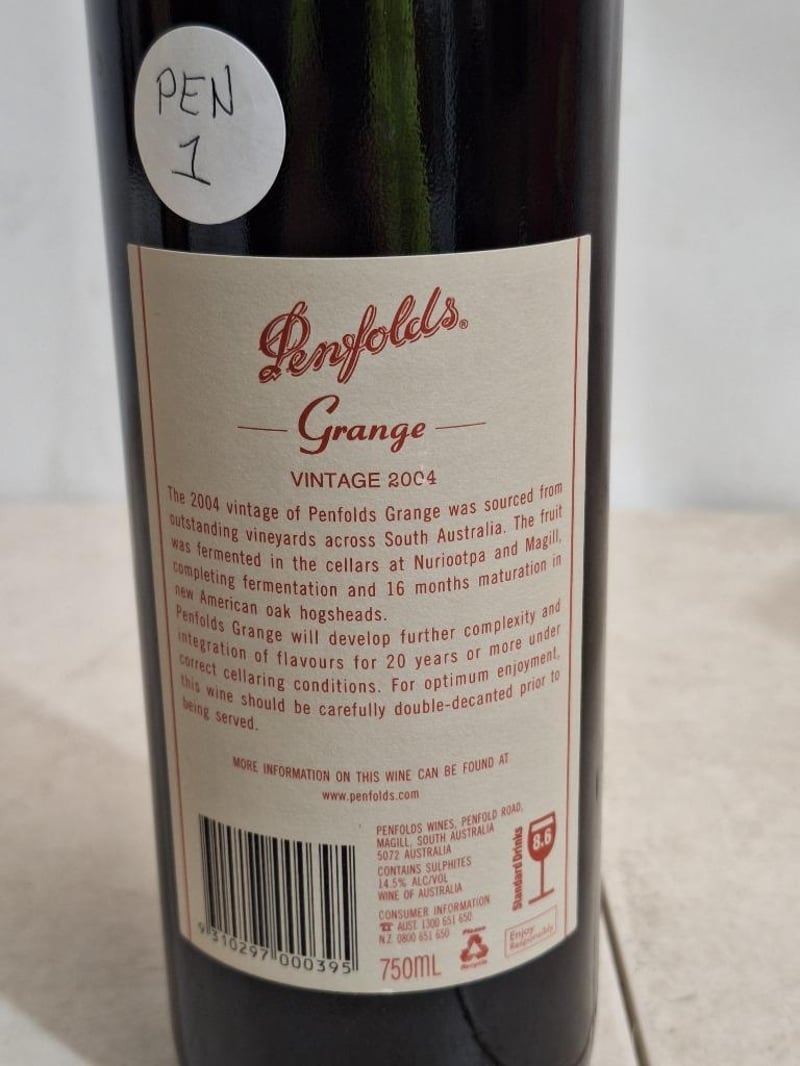 PEN
1
Penfolds®
Grange
VINTAGE 2004
The 2004 vintage of Penfolds Grange was sourced from
outstanding vineyards across South Australia. The fruit
was fermented in the cellars at Nuriootpa and Magill,
completing fermentation and 16 months maturation in
new American oak hogsheads.
Penfolds Grange will develop further complexity and
integration of flavours for 20 years or more under
correct cellaring conditions. For optimum enjoyment,
this wine should be carefully double-decanted prior to
being served.
MORE INFORMATION ON THIS WINE CAN BE FOUND AT
www.penfolds.com
PENFOLDS WINES, PENFOLD ROAD,
MAGILL, SOUTH AUSTRALIA
5072 AUSTRALIA
CONTAINS SULPHITES
14.5% ALC/VOL
WINE OF AUSTRALIA
CONSUMER INFORMATION
☎ AUST. 1300 651 650
N.Z. 0800 651 650
750ML
Please
Recycle
Standard Drinks
8.6
Enjoy
Responsibly
9 310297 000395